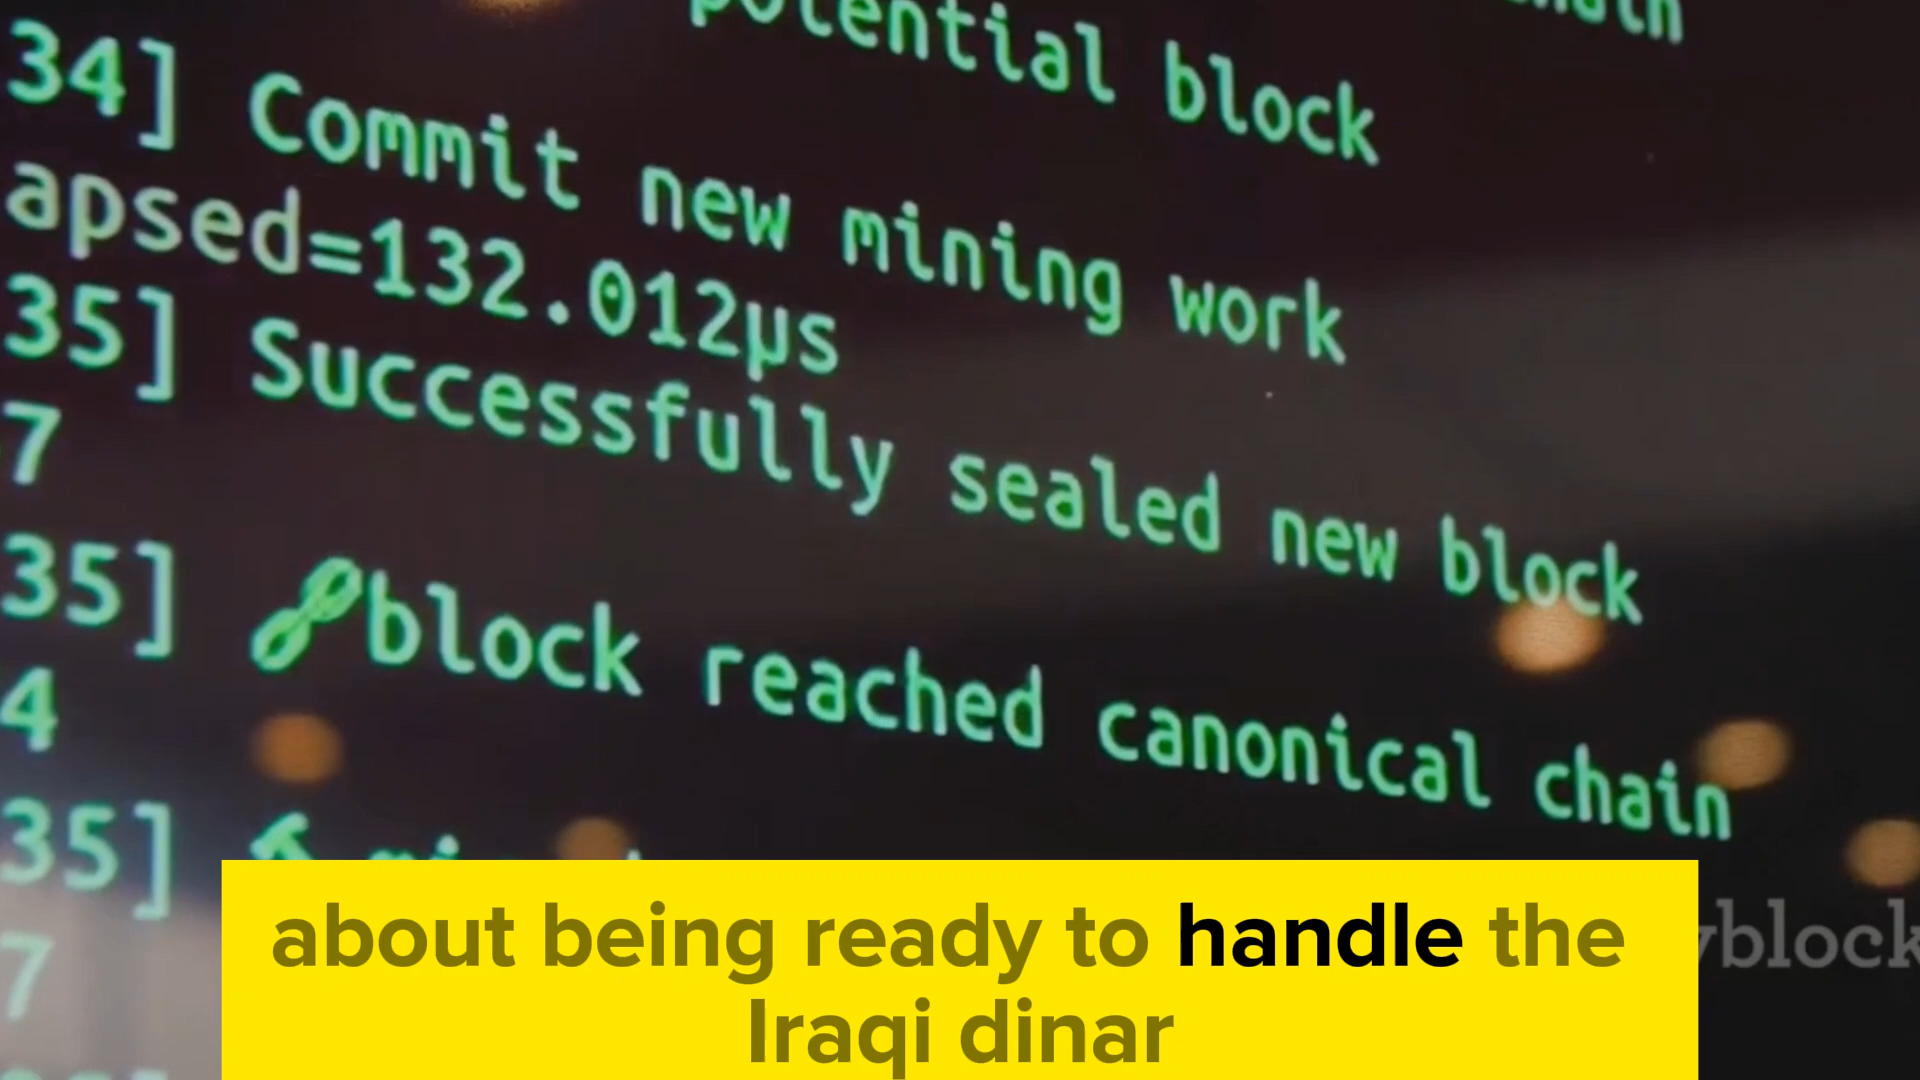 potential block
34] Commit new mining work
apsed=132.012µs
35] Successfully sealed new block
7
35] 🔗block reached canonical chain
4
35]
7
about being ready to handle the
Iraqi dinar